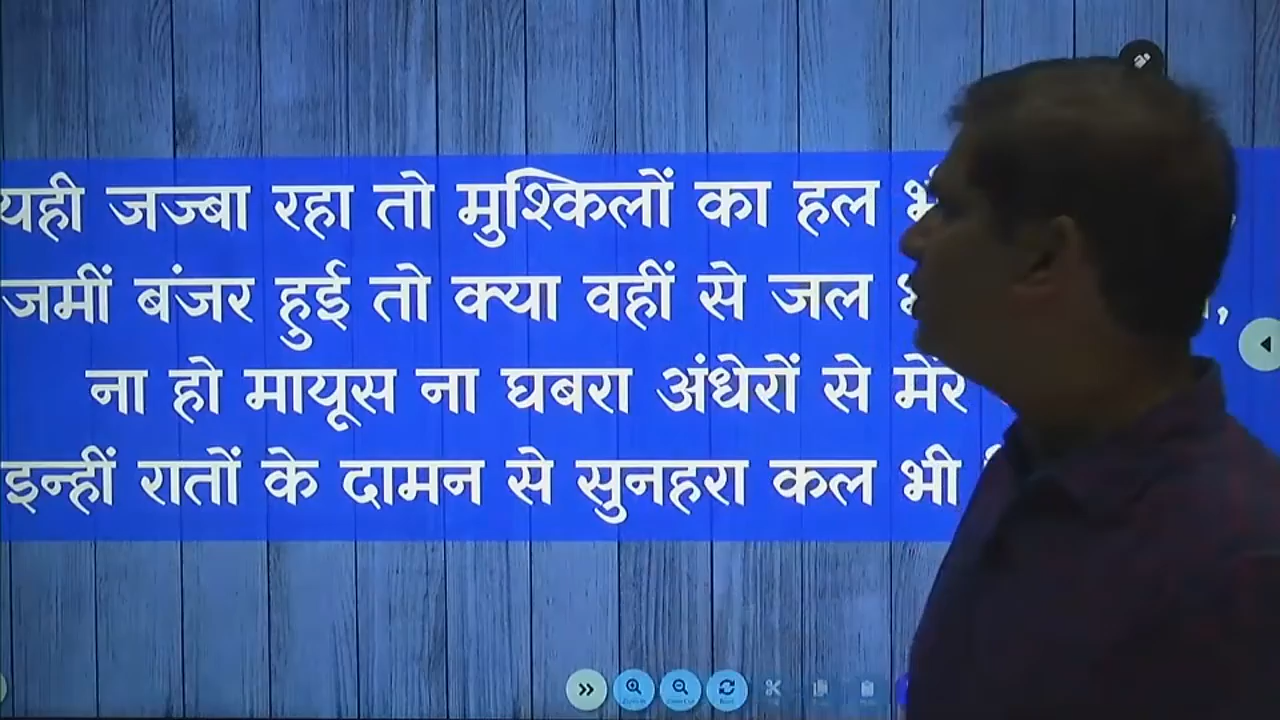 यही जज्बा रहा तो मुश्किलों का हल
जमीं बंजर हुई तो क्या वहीं से जल
ना हो मायूस ना घबरा अंधेरों से मेरे
इन्हीं रातों के दामन से सुनहरा कल भी